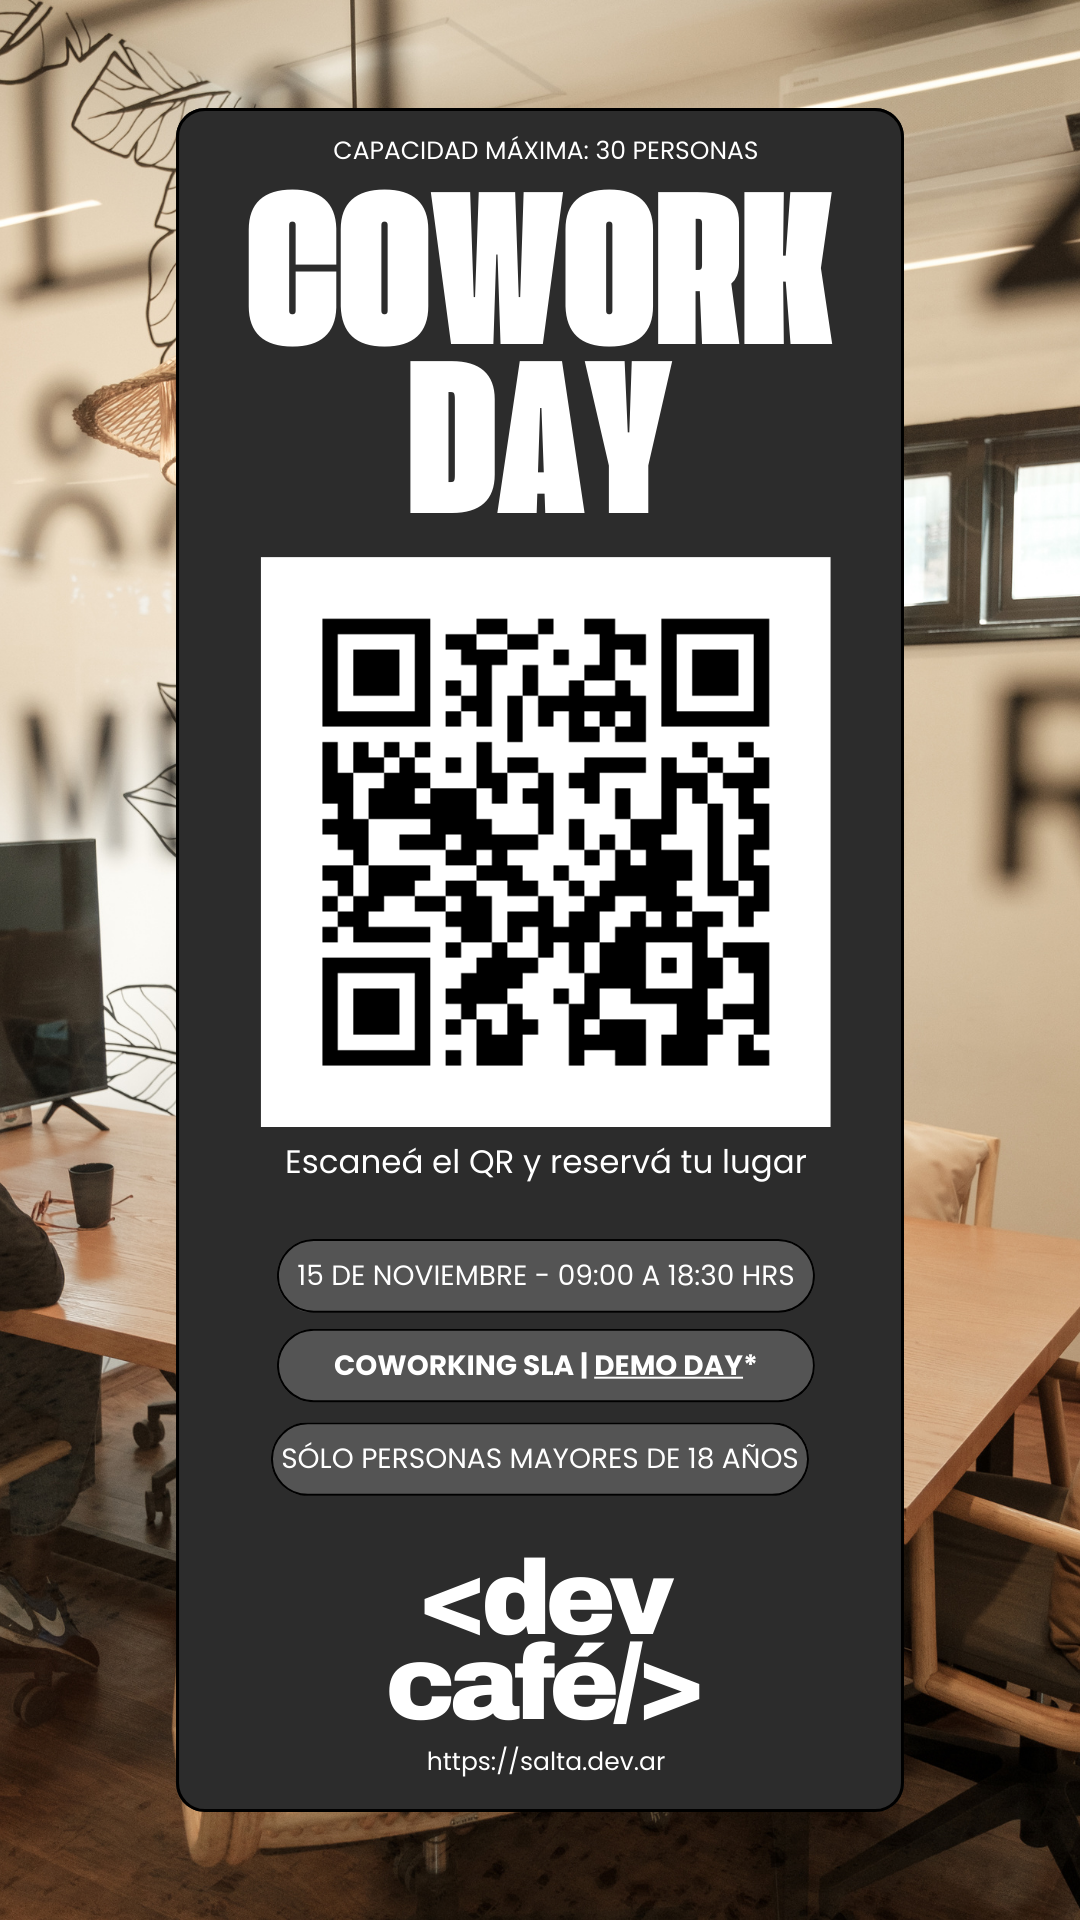 CAPACIDAD MÁXIMA: 30 PERSONAS
COWORK
DAY
Escaneá el QR y reservá tu lugar
15 DE NOVIEMBRE - 09:00 A 18:30 HRS
COWORKING SLA | DEMO DAY*
SÓLO PERSONAS MAYORES DE 18 AÑOS
<dev
café/>
https://salta.dev.ar